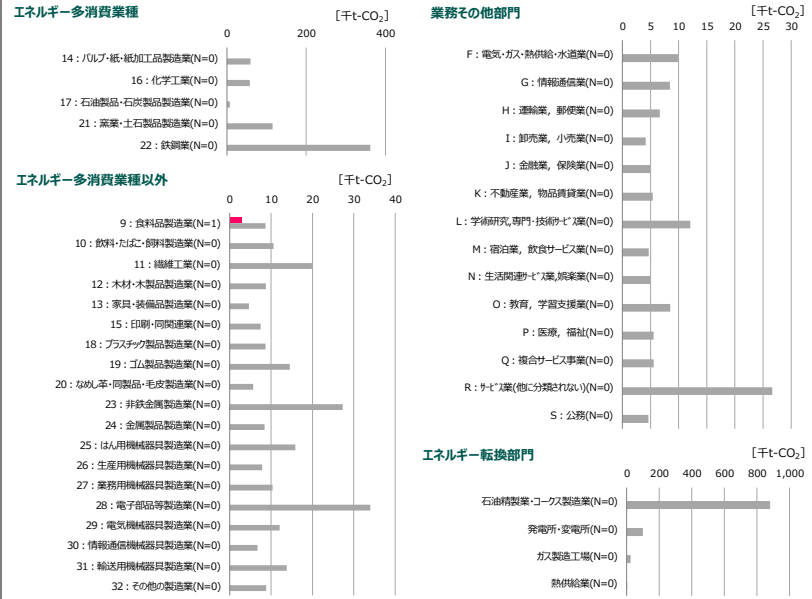 エネルギー多消費業種
[千t-CO2]
0 200 400
14：パルプ・紙・紙加工品製造業(N=0)
16：化学工業(N=0)
17：石油製品・石炭製品製造業(N=0)
21：窯業・土石製品製造業(N=0)
22：鉄鋼業(N=0)
エネルギー多消費業種以外
[千t-CO2]
0 10 20 30 40
9：食料品製造業(N=1)
10：飲料・たばこ・飼料製造業(N=0)
11：繊維工業(N=0)
12：木材・木製品製造業(N=0)
13：家具・装備品製造業(N=0)
15：印刷・同関連業(N=0)
18：プラスチック製品製造業(N=0)
19：ゴム製品製造業(N=0)
20：なめし革・同製品・毛皮製造業(N=0)
23：非鉄金属製造業(N=0)
24：金属製品製造業(N=0)
25：はん用機械器具製造業(N=0)
26：生産用機械器具製造業(N=0)
27：業務用機械器具製造業(N=0)
28：電子部品等製造業(N=0)
29：電気機械器具製造業(N=0)
30：情報通信機械器具製造業(N=0)
31：輸送用機械器具製造業(N=0)
32：その他の製造業(N=0)
業務その他部門
[千t-CO2]
0 5 10 15 20 25 30
F：電気・ガス・熱供給・水道業(N=0)
G：情報通信業(N=0)
H：運輸業，郵便業(N=0)
I：卸売業，小売業(N=0)
J：金融業，保険業(N=0)
K：不動産業，物品賃貸業(N=0)
L：学術研究,専門・技術ｻｰﾋﾞｽ業(N=0)
M：宿泊業，飲食サービス業(N=0)
N：生活関連ｻｰﾋﾞｽ業,娯楽業(N=0)
O：教育，学習支援業(N=0)
P：医療，福祉(N=0)
Q：複合サービス事業(N=0)
R：ｻｰﾋﾞｽ業(他に分類されない)(N=0)
S：公務(N=0)
エネルギー転換部門
[千t-CO2]
0 200 400 600 800 1,000
石油精製業・コークス製造業(N=0)
発電所・変電所(N=0)
ガス製造工場(N=0)
熱供給業(N=0)